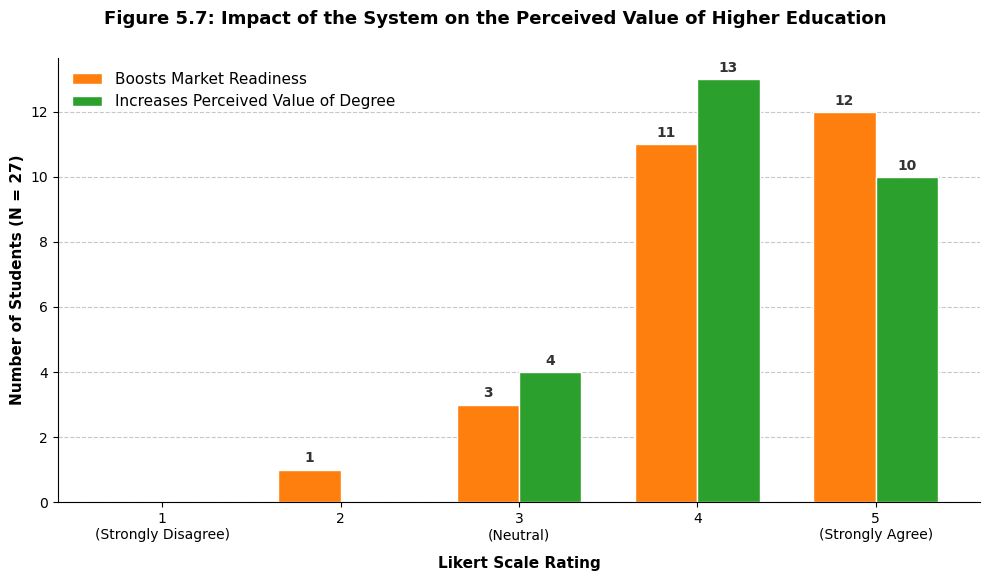 Figure 5.7: Impact of the System on the Perceived Value of Higher Education
Boosts Market Readiness
Increases Perceived Value of Degree
Number of Students (N = 27)
12
10
8
6
4
2
0
1
3
4
11
13
12
10
1
2
3
4
5
(Strongly Disagree)
(Neutral)
(Strongly Agree)
Likert Scale Rating